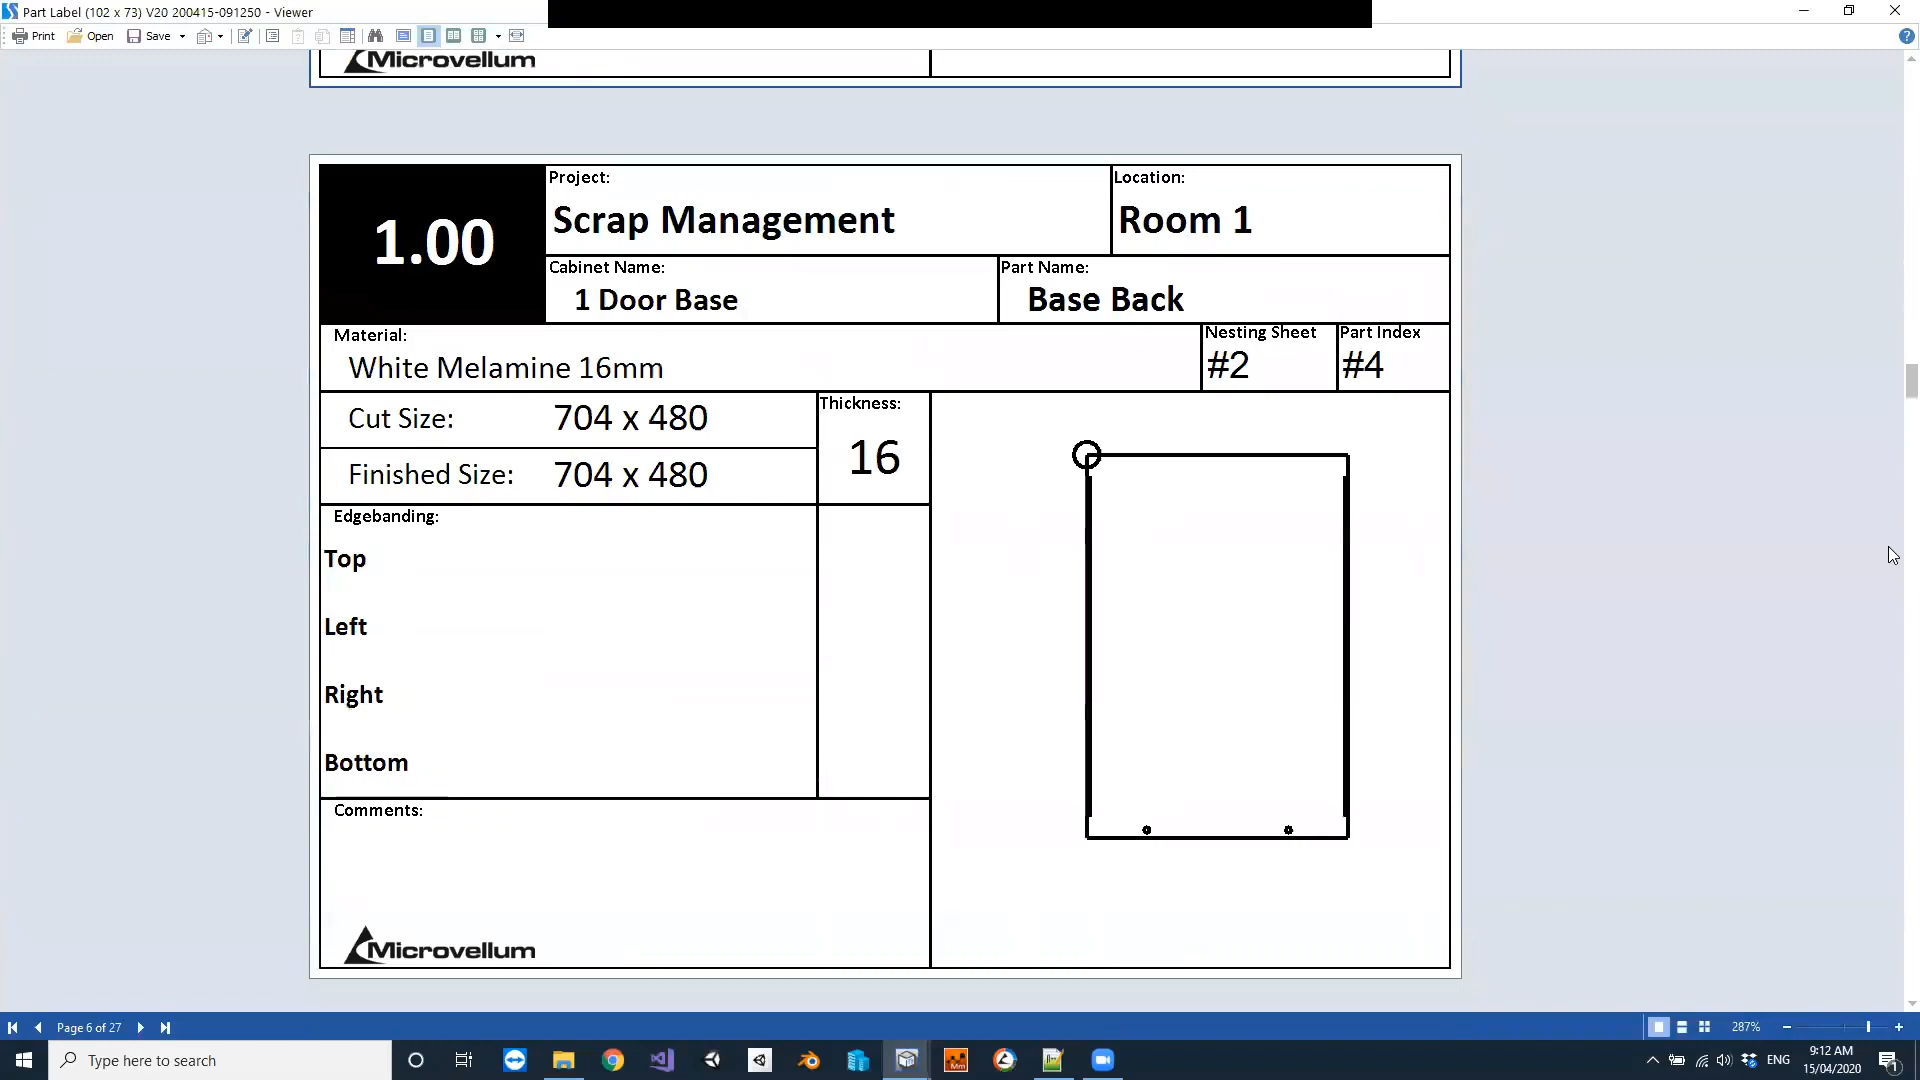 Part Label (102 x 73) V20 200415-091250 - Viewer
Print Open Save
Microvellum
1.00
Project:
Scrap Management
Location:
Room 1
Cabinet Name:
1 Door Base
Part Name:
Base Back
Material:
White Melamine 16mm
Nesting Sheet
#2
Part Index
#4
Cut Size: 704 x 480
Thickness:
16
Finished Size: 704 x 480
Edgebanding:
Top
Left
Right
Bottom
Comments:
Microvellum
Page 6 of 27
287%
Type here to search
ENG
9:12 AM
15/04/2020